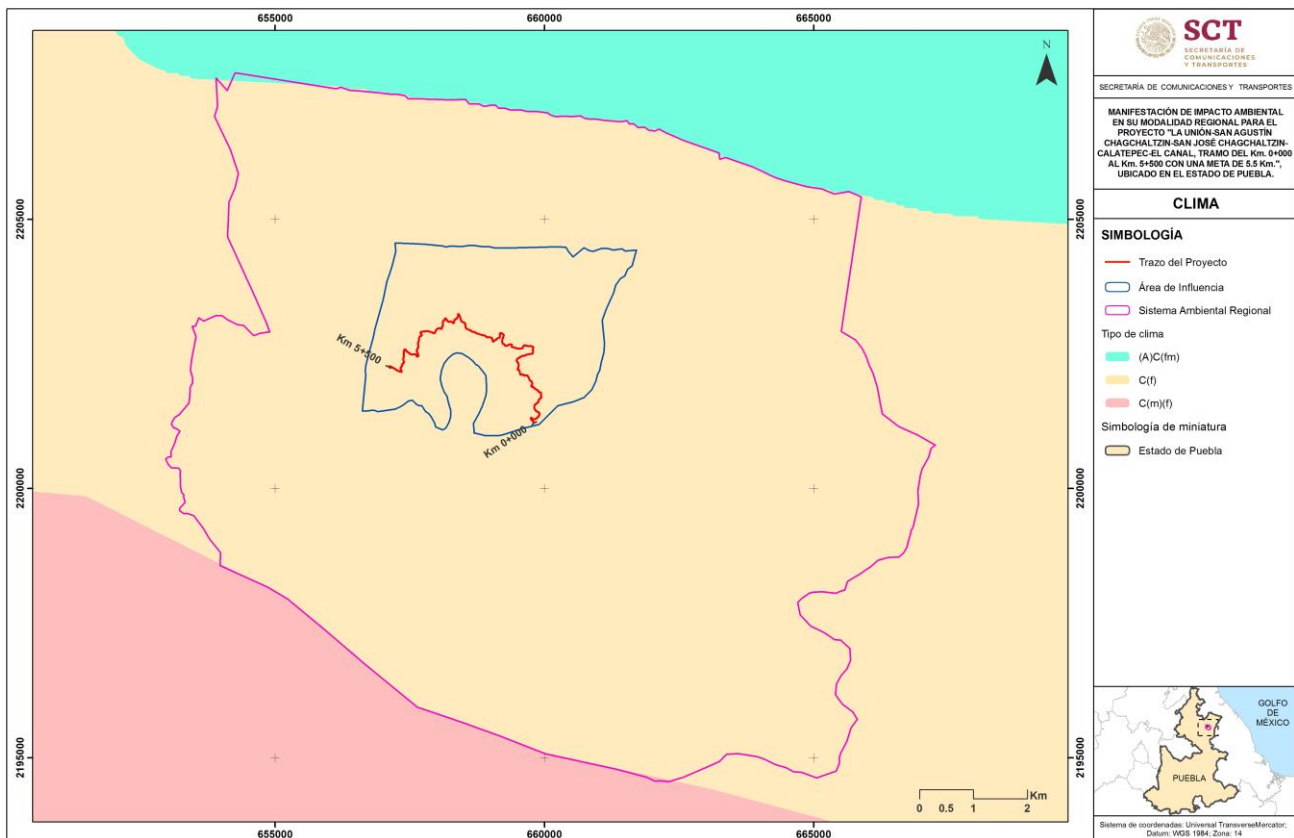 655000
660000
665000
2205000
2200000
2195000
N
Km 5+500
Km 0+000
Km
0 0.5 1 2
2205000
2200000
2195000
655000
660000
665000
SCT
SECRETARÍA DE
COMUNICACIONES
Y TRANSPORTES
SECRETARÍA DE COMUNICACIONES Y TRANSPORTES
MANIFESTACIÓN DE IMPACTO AMBIENTAL
EN SU MODALIDAD REGIONAL PARA EL
PROYECTO "LA UNIÓN-SAN AGUSTÍN
CHAGCHALTZIN-SAN JOSÉ CHAGCHALTZIN-
CALATEPEC-EL CANAL, TRAMO DEL Km. 0+000
AL Km. 5+500 CON UNA META DE 5.5 Km.",
UBICADO EN EL ESTADO DE PUEBLA.
CLIMA
SIMBOLOGÍA
Trazo del Proyecto
Área de Influencia
Sistema Ambiental Regional
Tipo de clima
(A)C(fm)
C(f)
C(m)(f)
Simbología de miniatura
Estado de Puebla
GOLFO
DE
MÉXICO
PUEBLA
Sistema de coordenadas: Universal TransverseMercator;
Datum: WGS 1984; Zona: 14